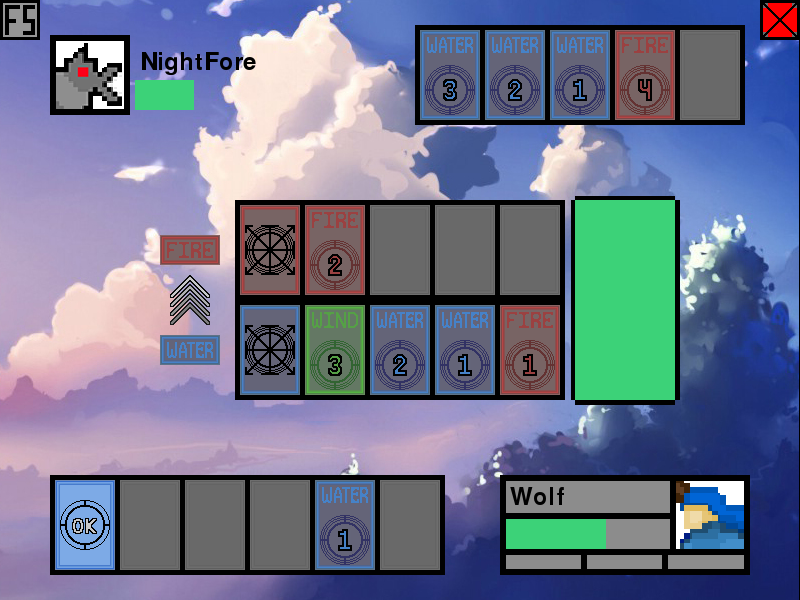 FS
NightFore
WATER WATER WATER FIRE
3 2 1 4
FIRE
2
FIRE
WIND WATER WATER FIRE
3 2 1 1
WATER
WATER
OK 1
Wolf